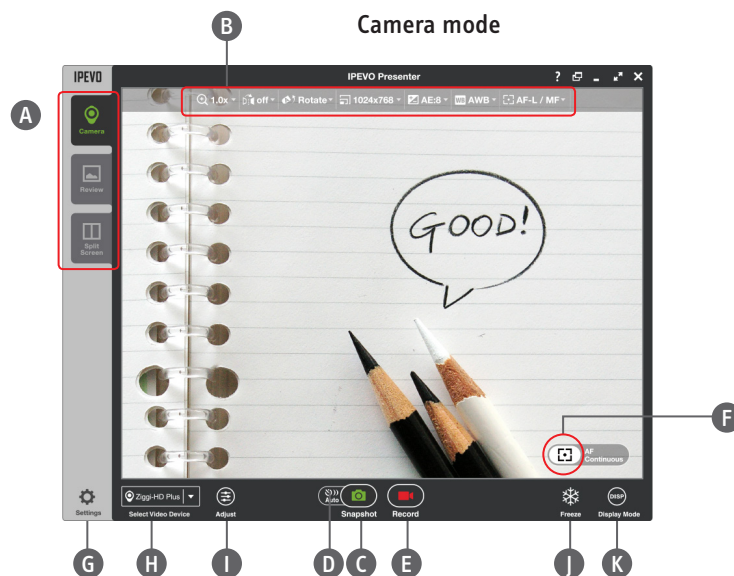 Camera mode
B
IPEVO
IPEVO Presenter
?
A
1.0x
off
Rotate
1024x768
AE:8
AWB
AF-L / MF
Camera
Review
Split
Screen
GOOD!
F
AF
Continuous
Settings
Ziggi-HD Plus
Select Video Device
Adjust
Auto
Snapshot
Record
Freeze
DISP
Display Mode
G
H
I
D
C
E
J
K